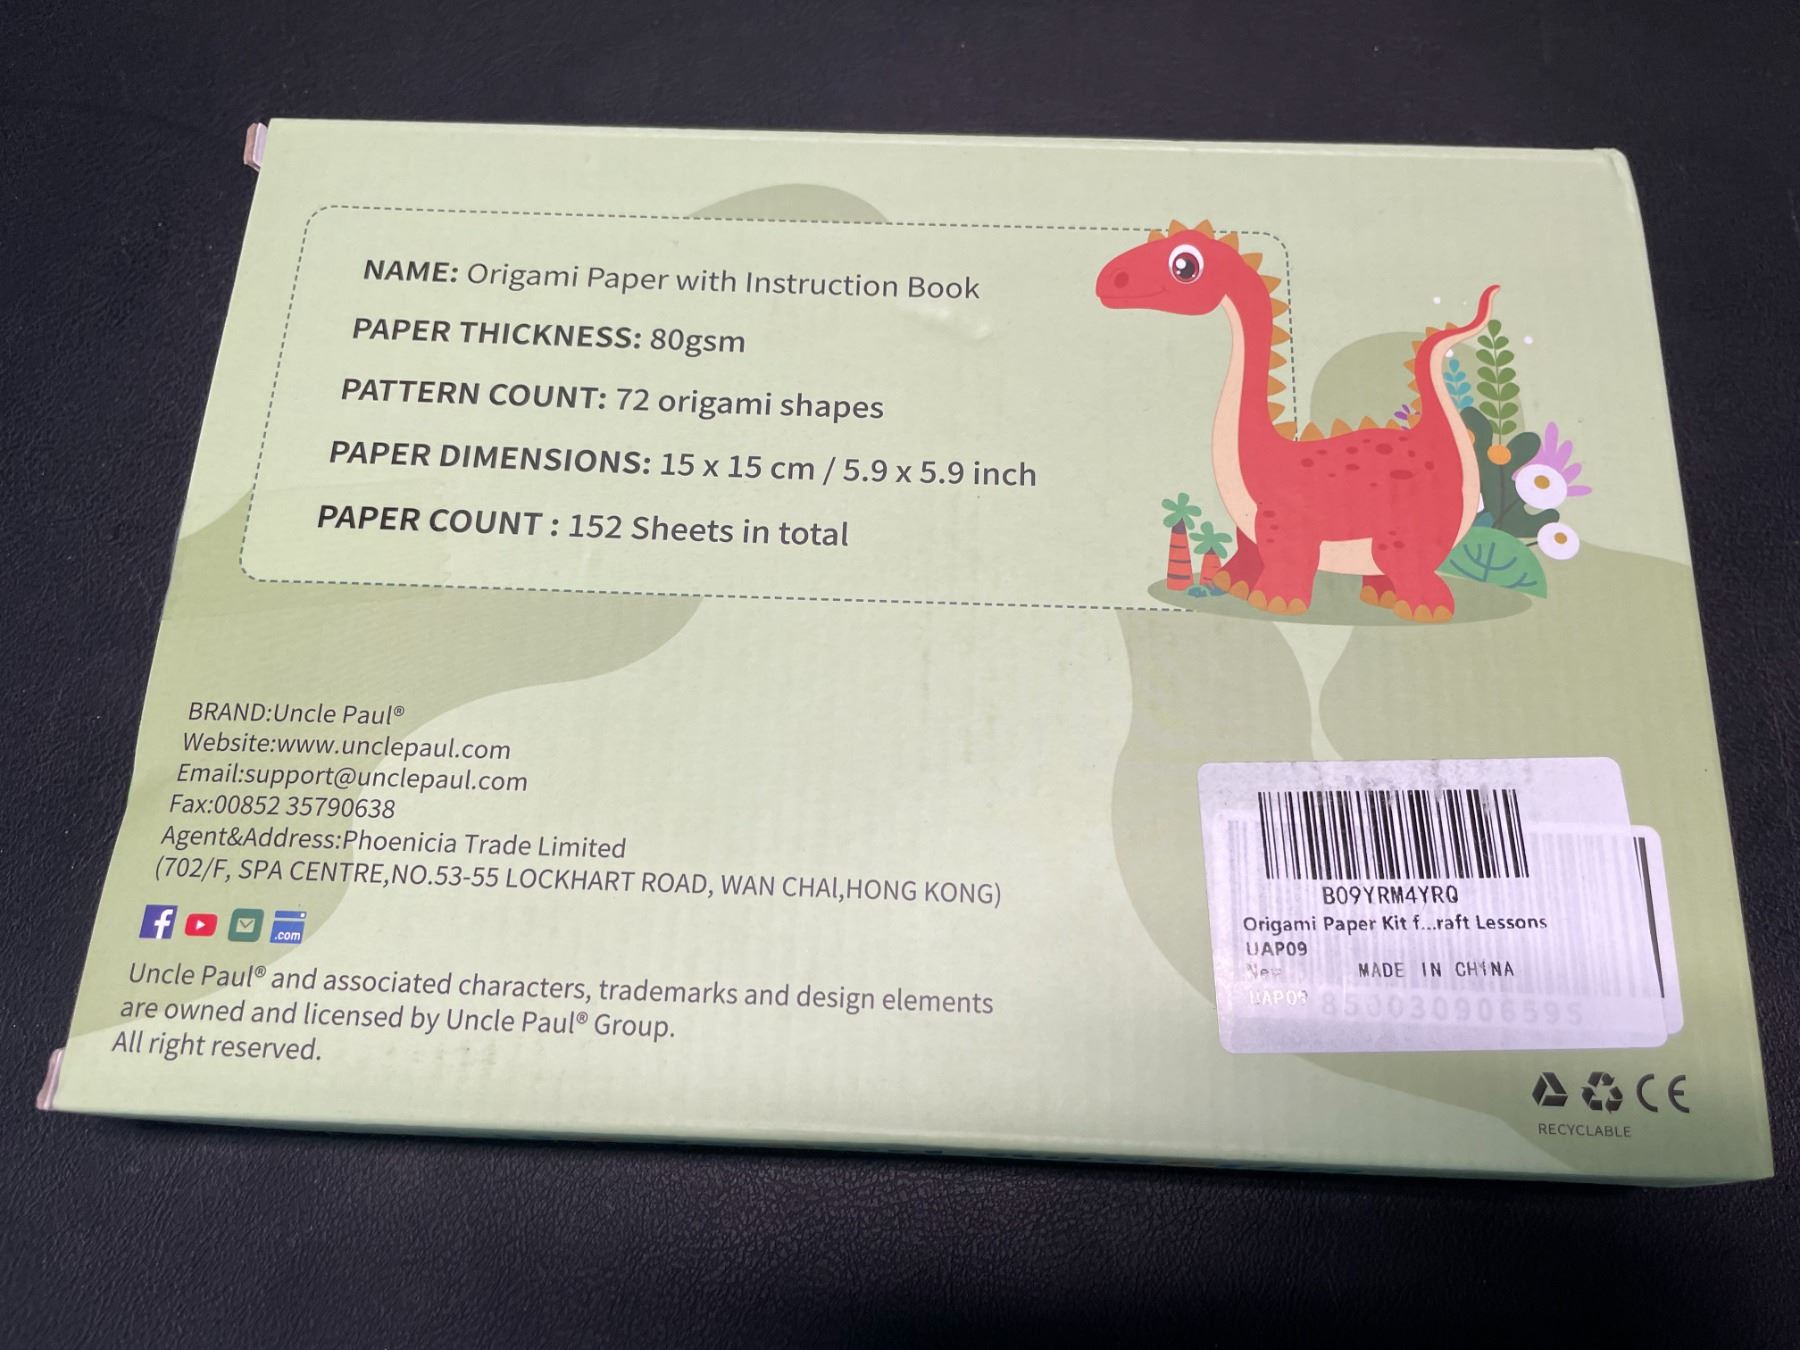 NAME: Origami Paper with Instruction Book
PAPER THICKNESS: 80gsm
PATTERN COUNT: 72 origami shapes
PAPER DIMENSIONS: 15 x 15 cm / 5.9 x 5.9 inch
PAPER COUNT : 152 Sheets in total
BRAND:Uncle Paul®
Website:www.unclepaul.com
Email:support@unclepaul.com
Fax:00852 35790638
Agent&Address:Phoenicia Trade Limited
(702/F, SPA CENTRE,NO.53-55 LOCKHART ROAD, WAN CHAI,HONG KONG)
.com
Uncle Paul® and associated characters, trademarks and design elements
are owned and licensed by Uncle Paul® Group.
All right reserved.
B09YRM4YRQ
Origami Paper Kit f...raft Lessons
UAP09
New MADE IN CHINA
UAP09 850030906595
CE
RECYCLABLE